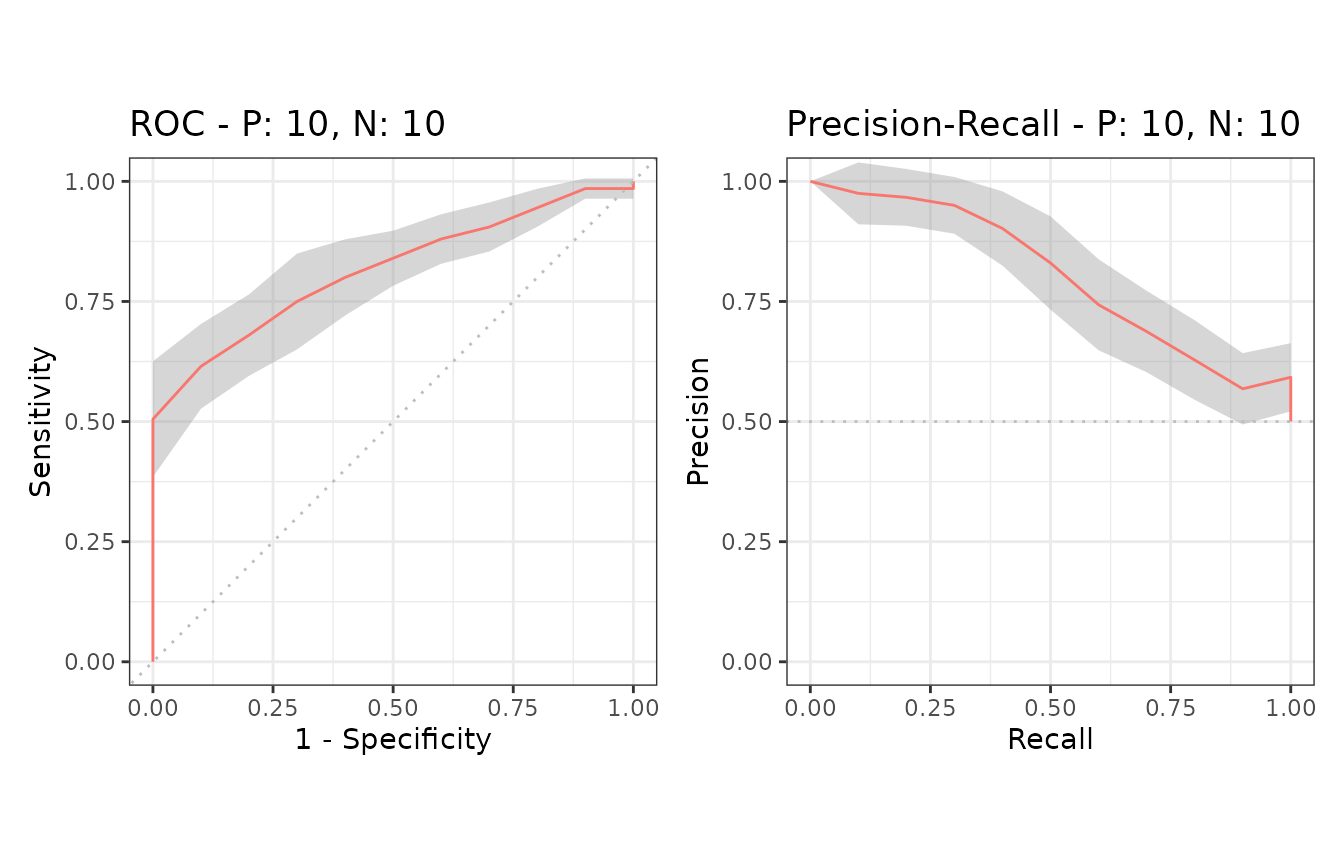 ROC - P: 10, N: 10
Sensitivity
1.00
0.75
0.50
0.25
0.00
0.00 0.25 0.50 0.75 1.00
1 - Specificity
Precision-Recall - P: 10, N: 10
Precision
1.00
0.75
0.50
0.25
0.00
0.00 0.25 0.50 0.75 1.00
Recall